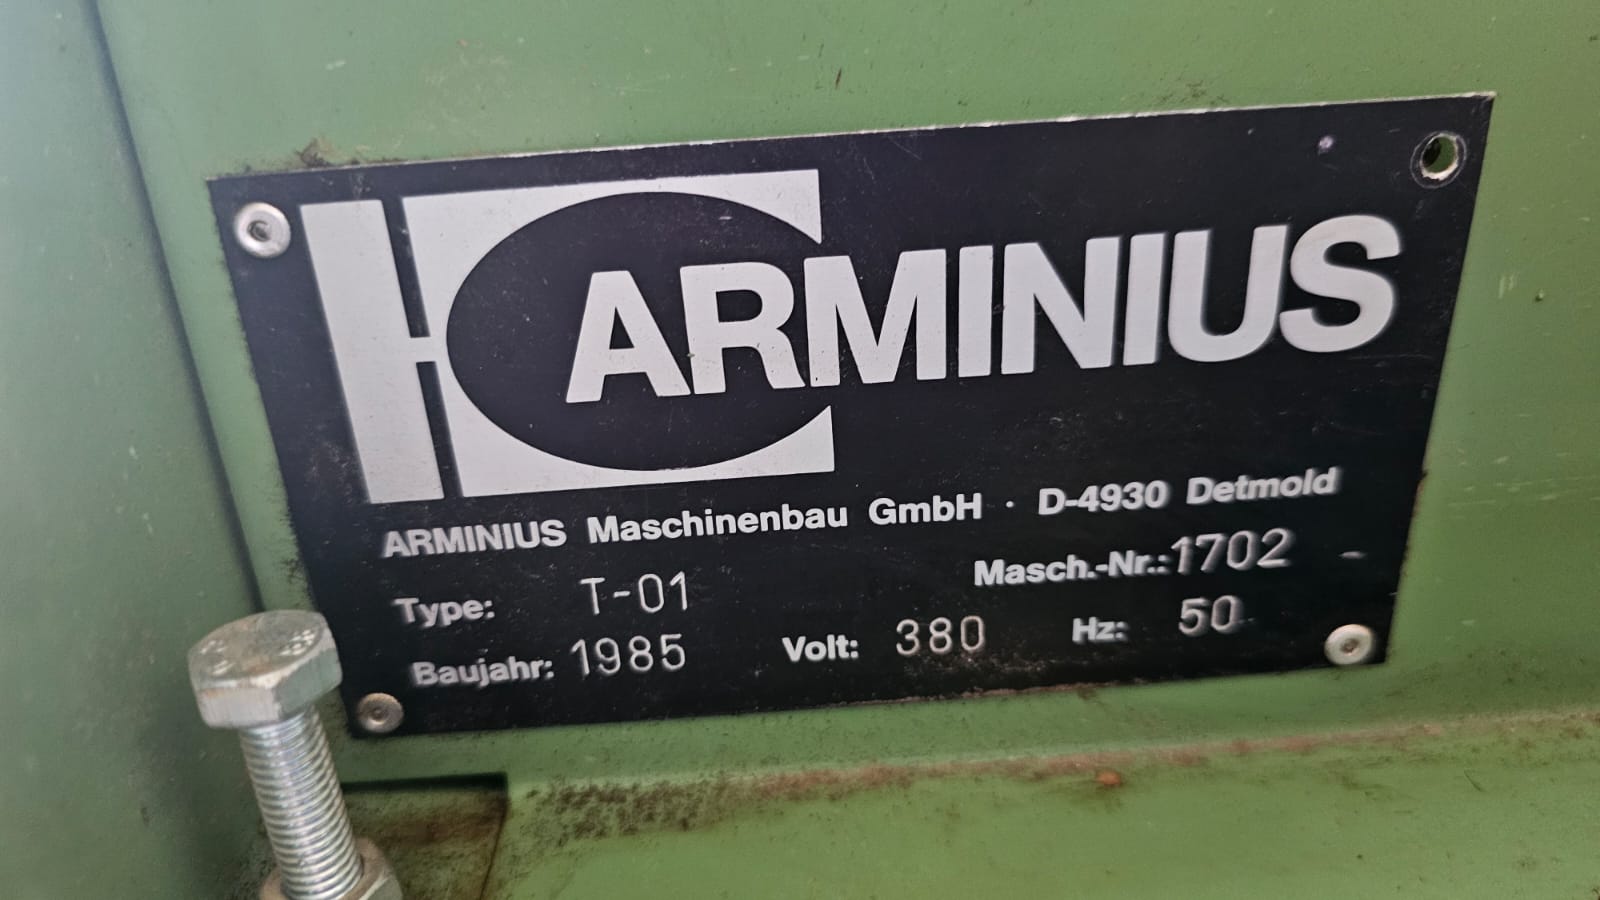 ARMINIUS
ARMINIUS Maschinenbau GmbH · D-4930 Detmold
Type: T-01 Masch.-Nr.: 1702
Baujahr: 1985 Volt: 380 Hz: 50